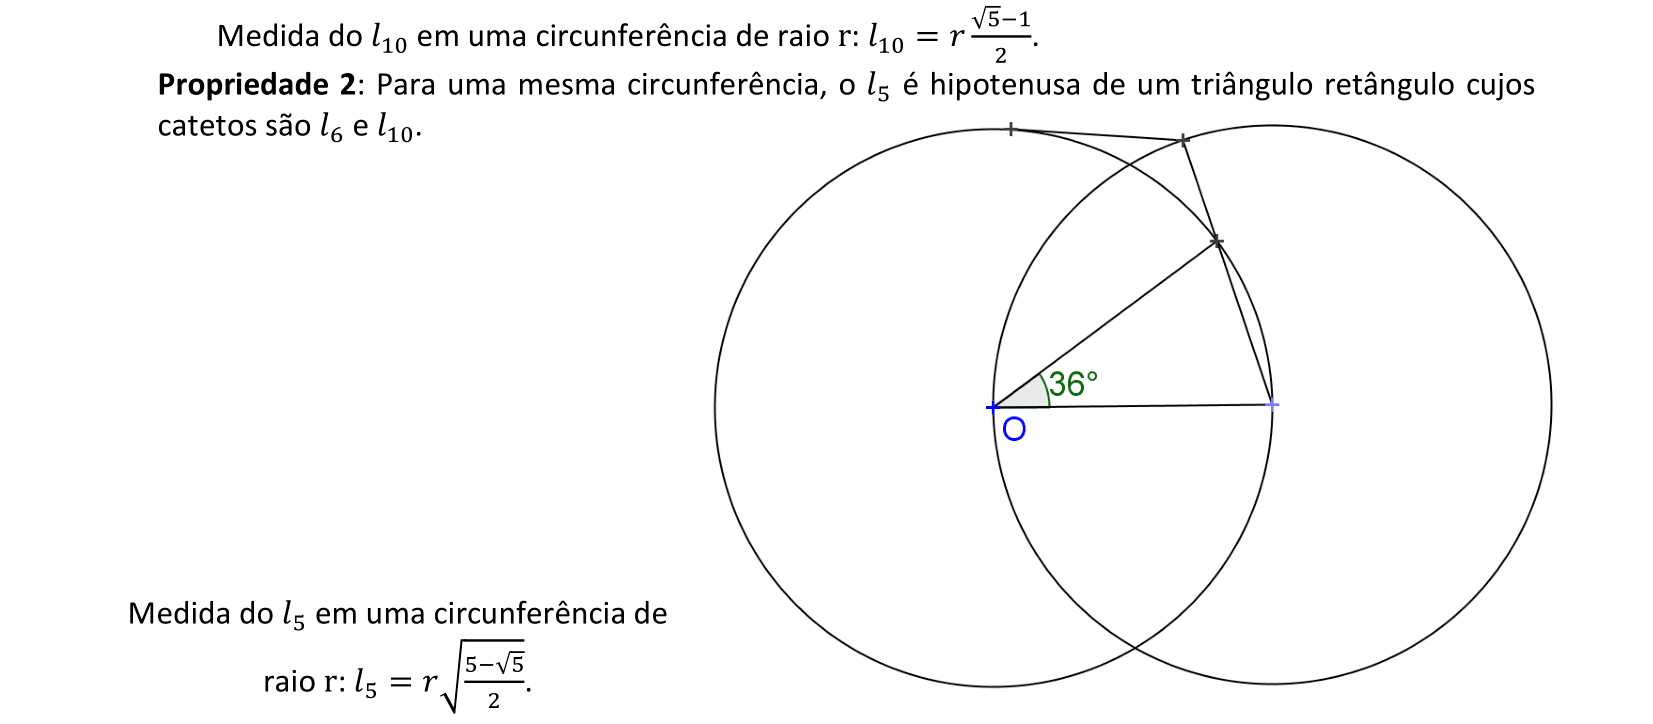 Medida do l₁₀ em uma circunferência de raio r: l₁₀ = r (√5−1)/2.
Propriedade 2: Para uma mesma circunferência, o l₅ é hipotenusa de um triângulo retângulo cujos
catetos são l₆ e l₁₀.
36°
O
Medida do l₅ em uma circunferência de
raio r: l₅ = r √((5−√5)/2).